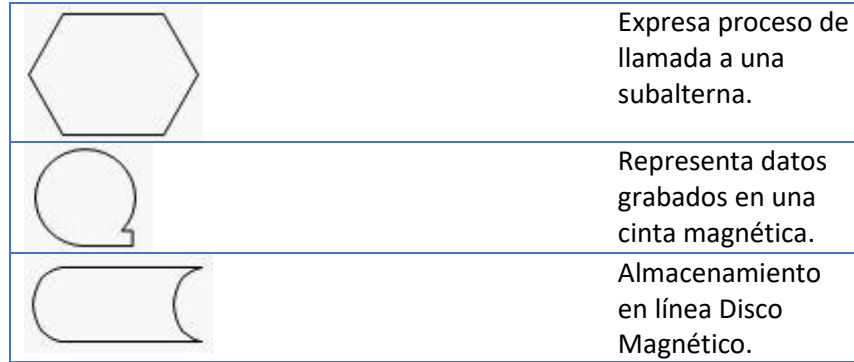 Expresa proceso de
llamada a una
subalterna.
Representa datos
grabados en una
cinta magnética.
Almacenamiento
en línea Disco
Magnético.